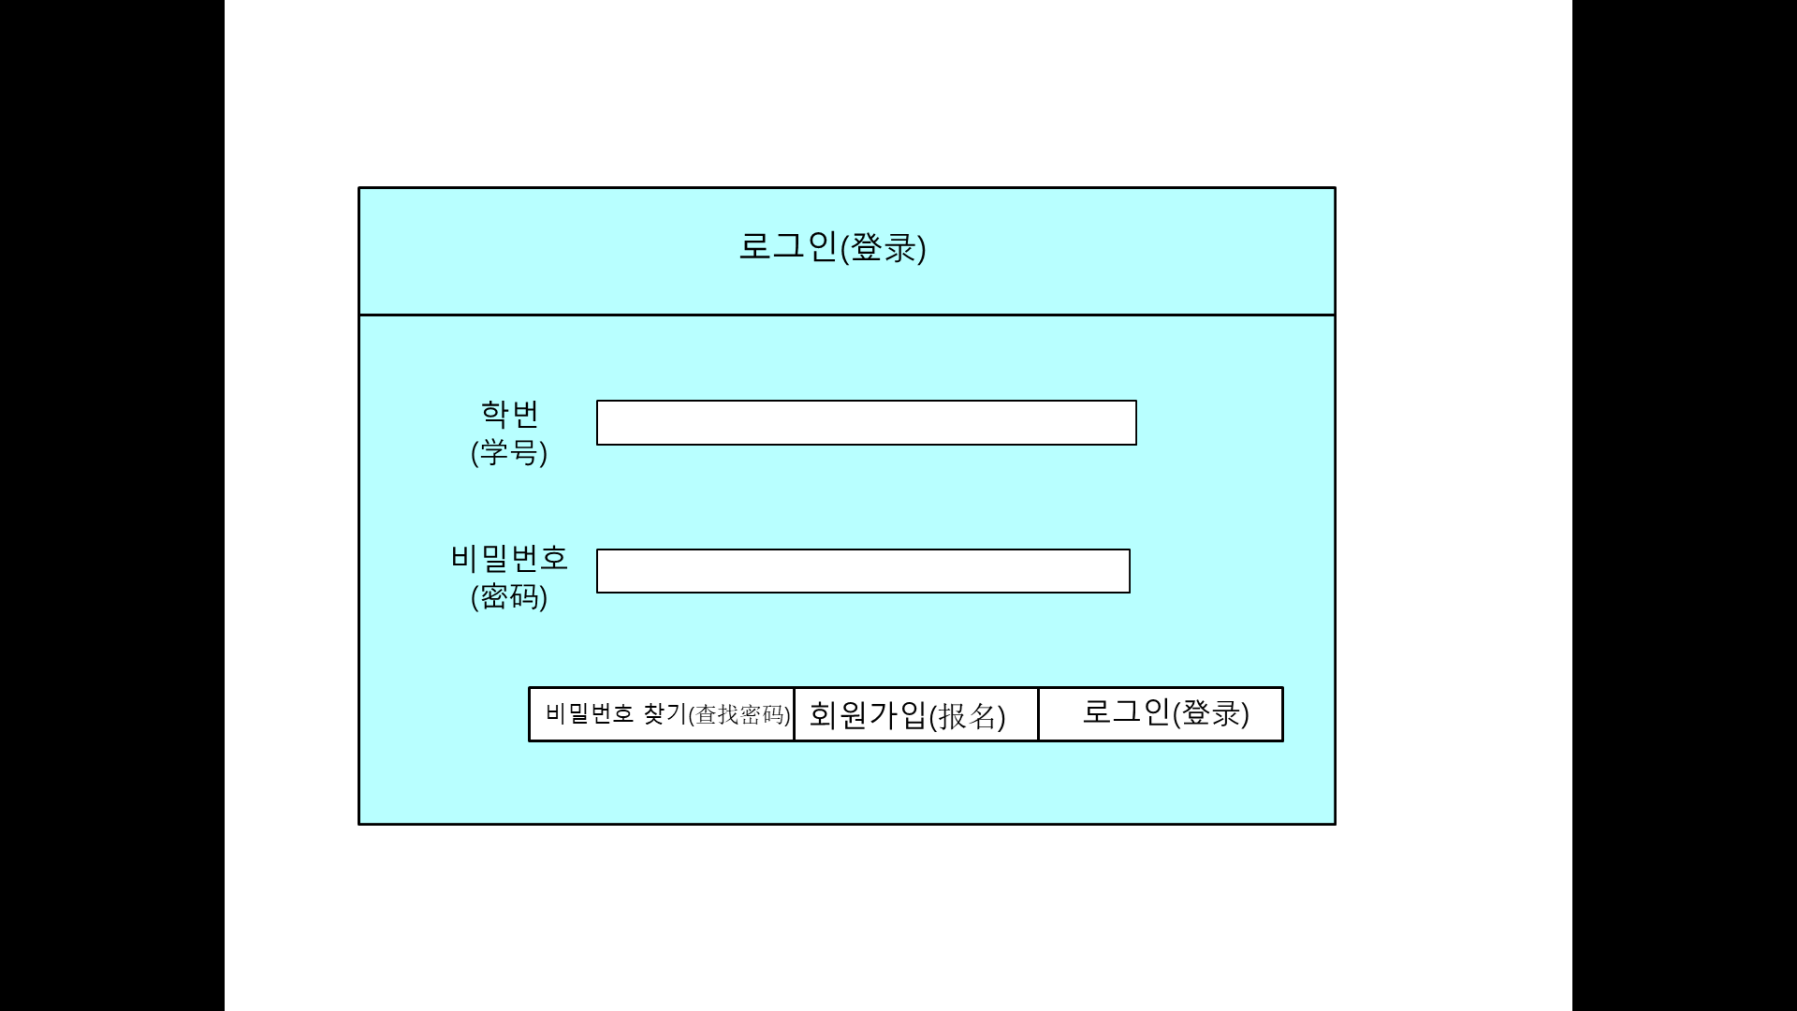 로그인(登录)
학번
(学号)
비밀번호
(密码)
비밀번호 찾기(查找密码)
회원가입(报名)
로그인(登录)